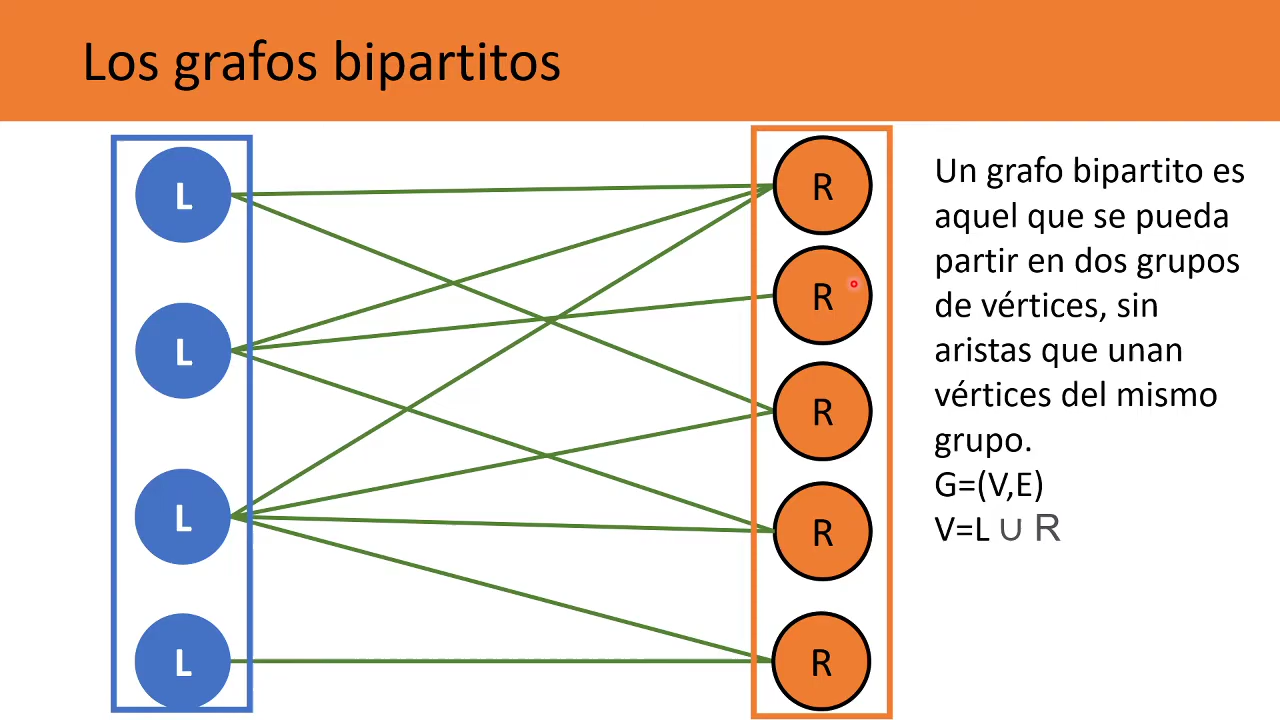 Los grafos bipartitos
L
L
L
L
R
R
R
R
R
Un grafo bipartito es
aquel que se pueda
partir en dos grupos
de vértices, sin
aristas que unan
vértices del mismo
grupo.
G=(V,E)
V=L ∪ R